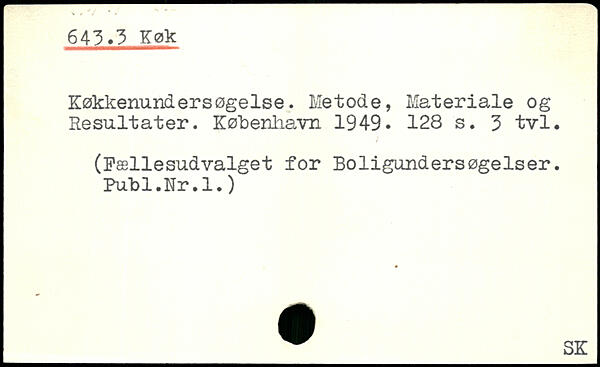 643.3 Køk
Køkkenundersøgelse. Metode, Materiale og
Resultater. København 1949. 128 s. 3 tvl.
(Fællesudvalget for Boligundersøgelser.
Publ.Nr.1.)
SK